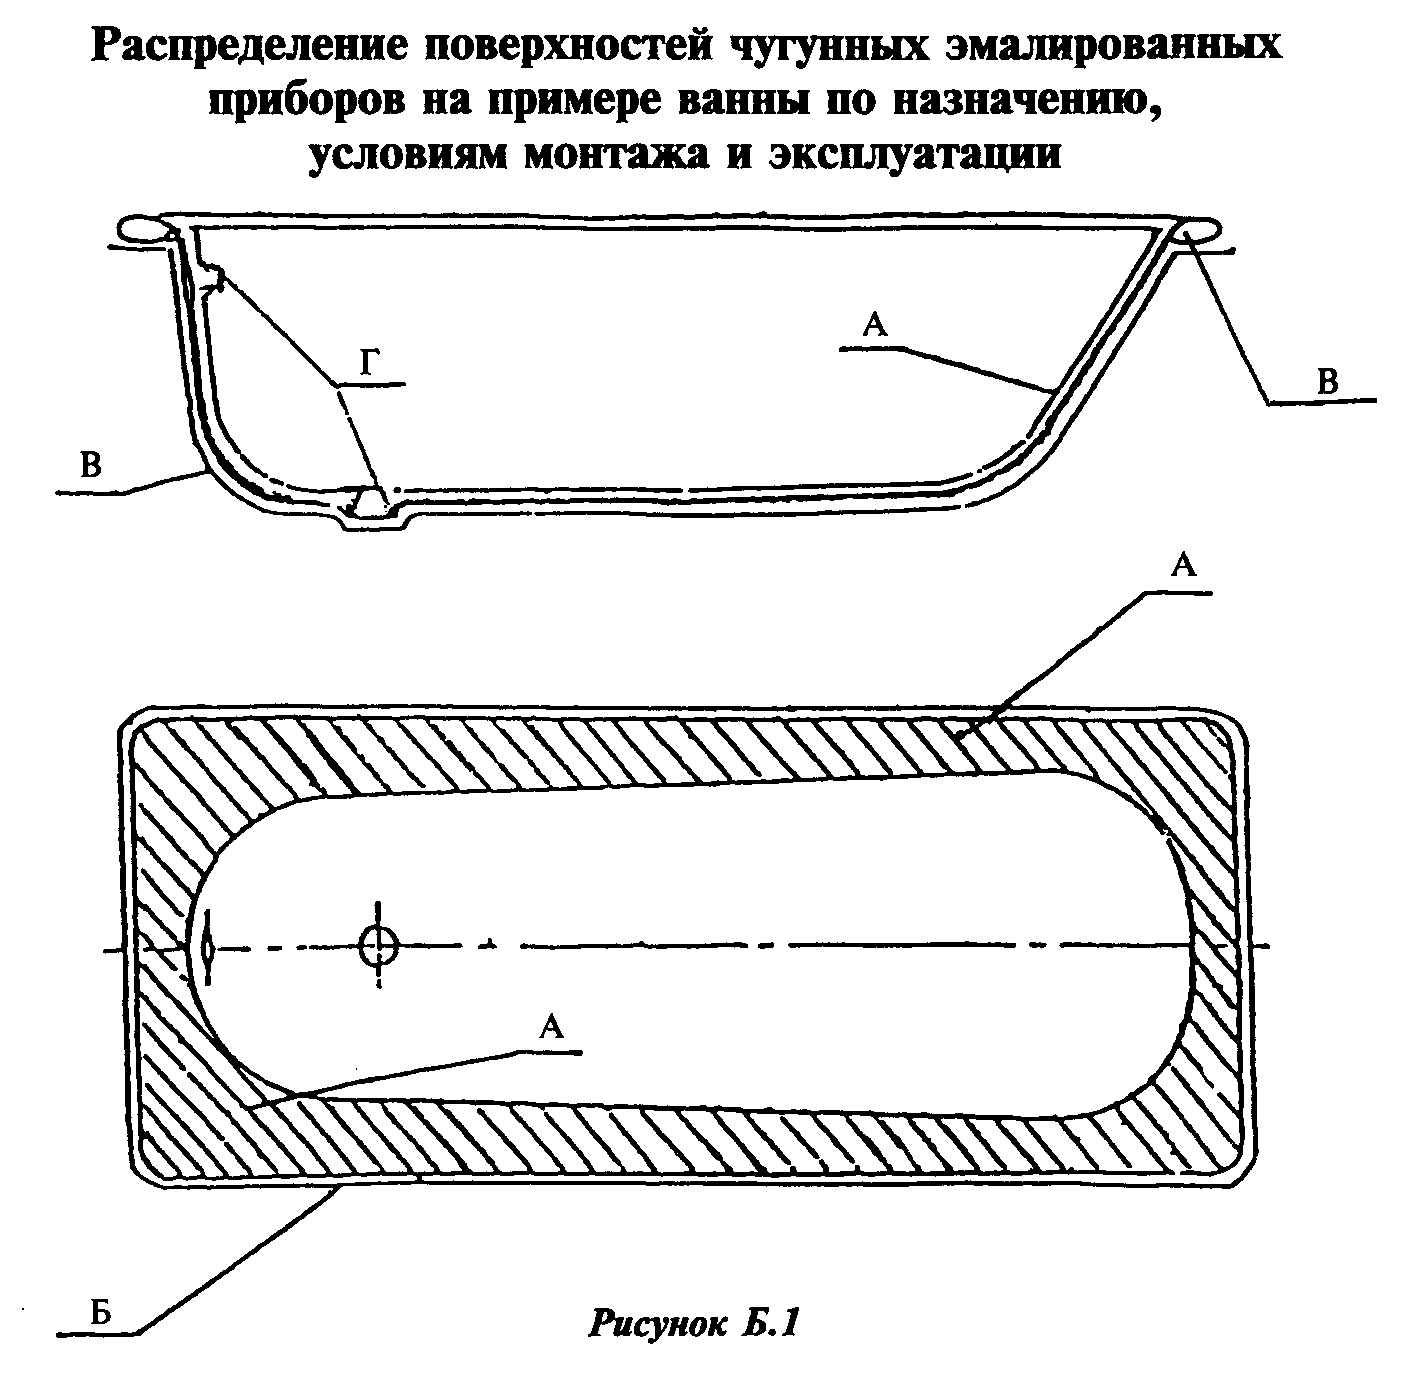 Распределение поверхностей чугунных эмалированных
приборов на примере ванны по назначению,
условиям монтажа и эксплуатации
А
Г
В
В
А
А
Б
Рисунок Б.1